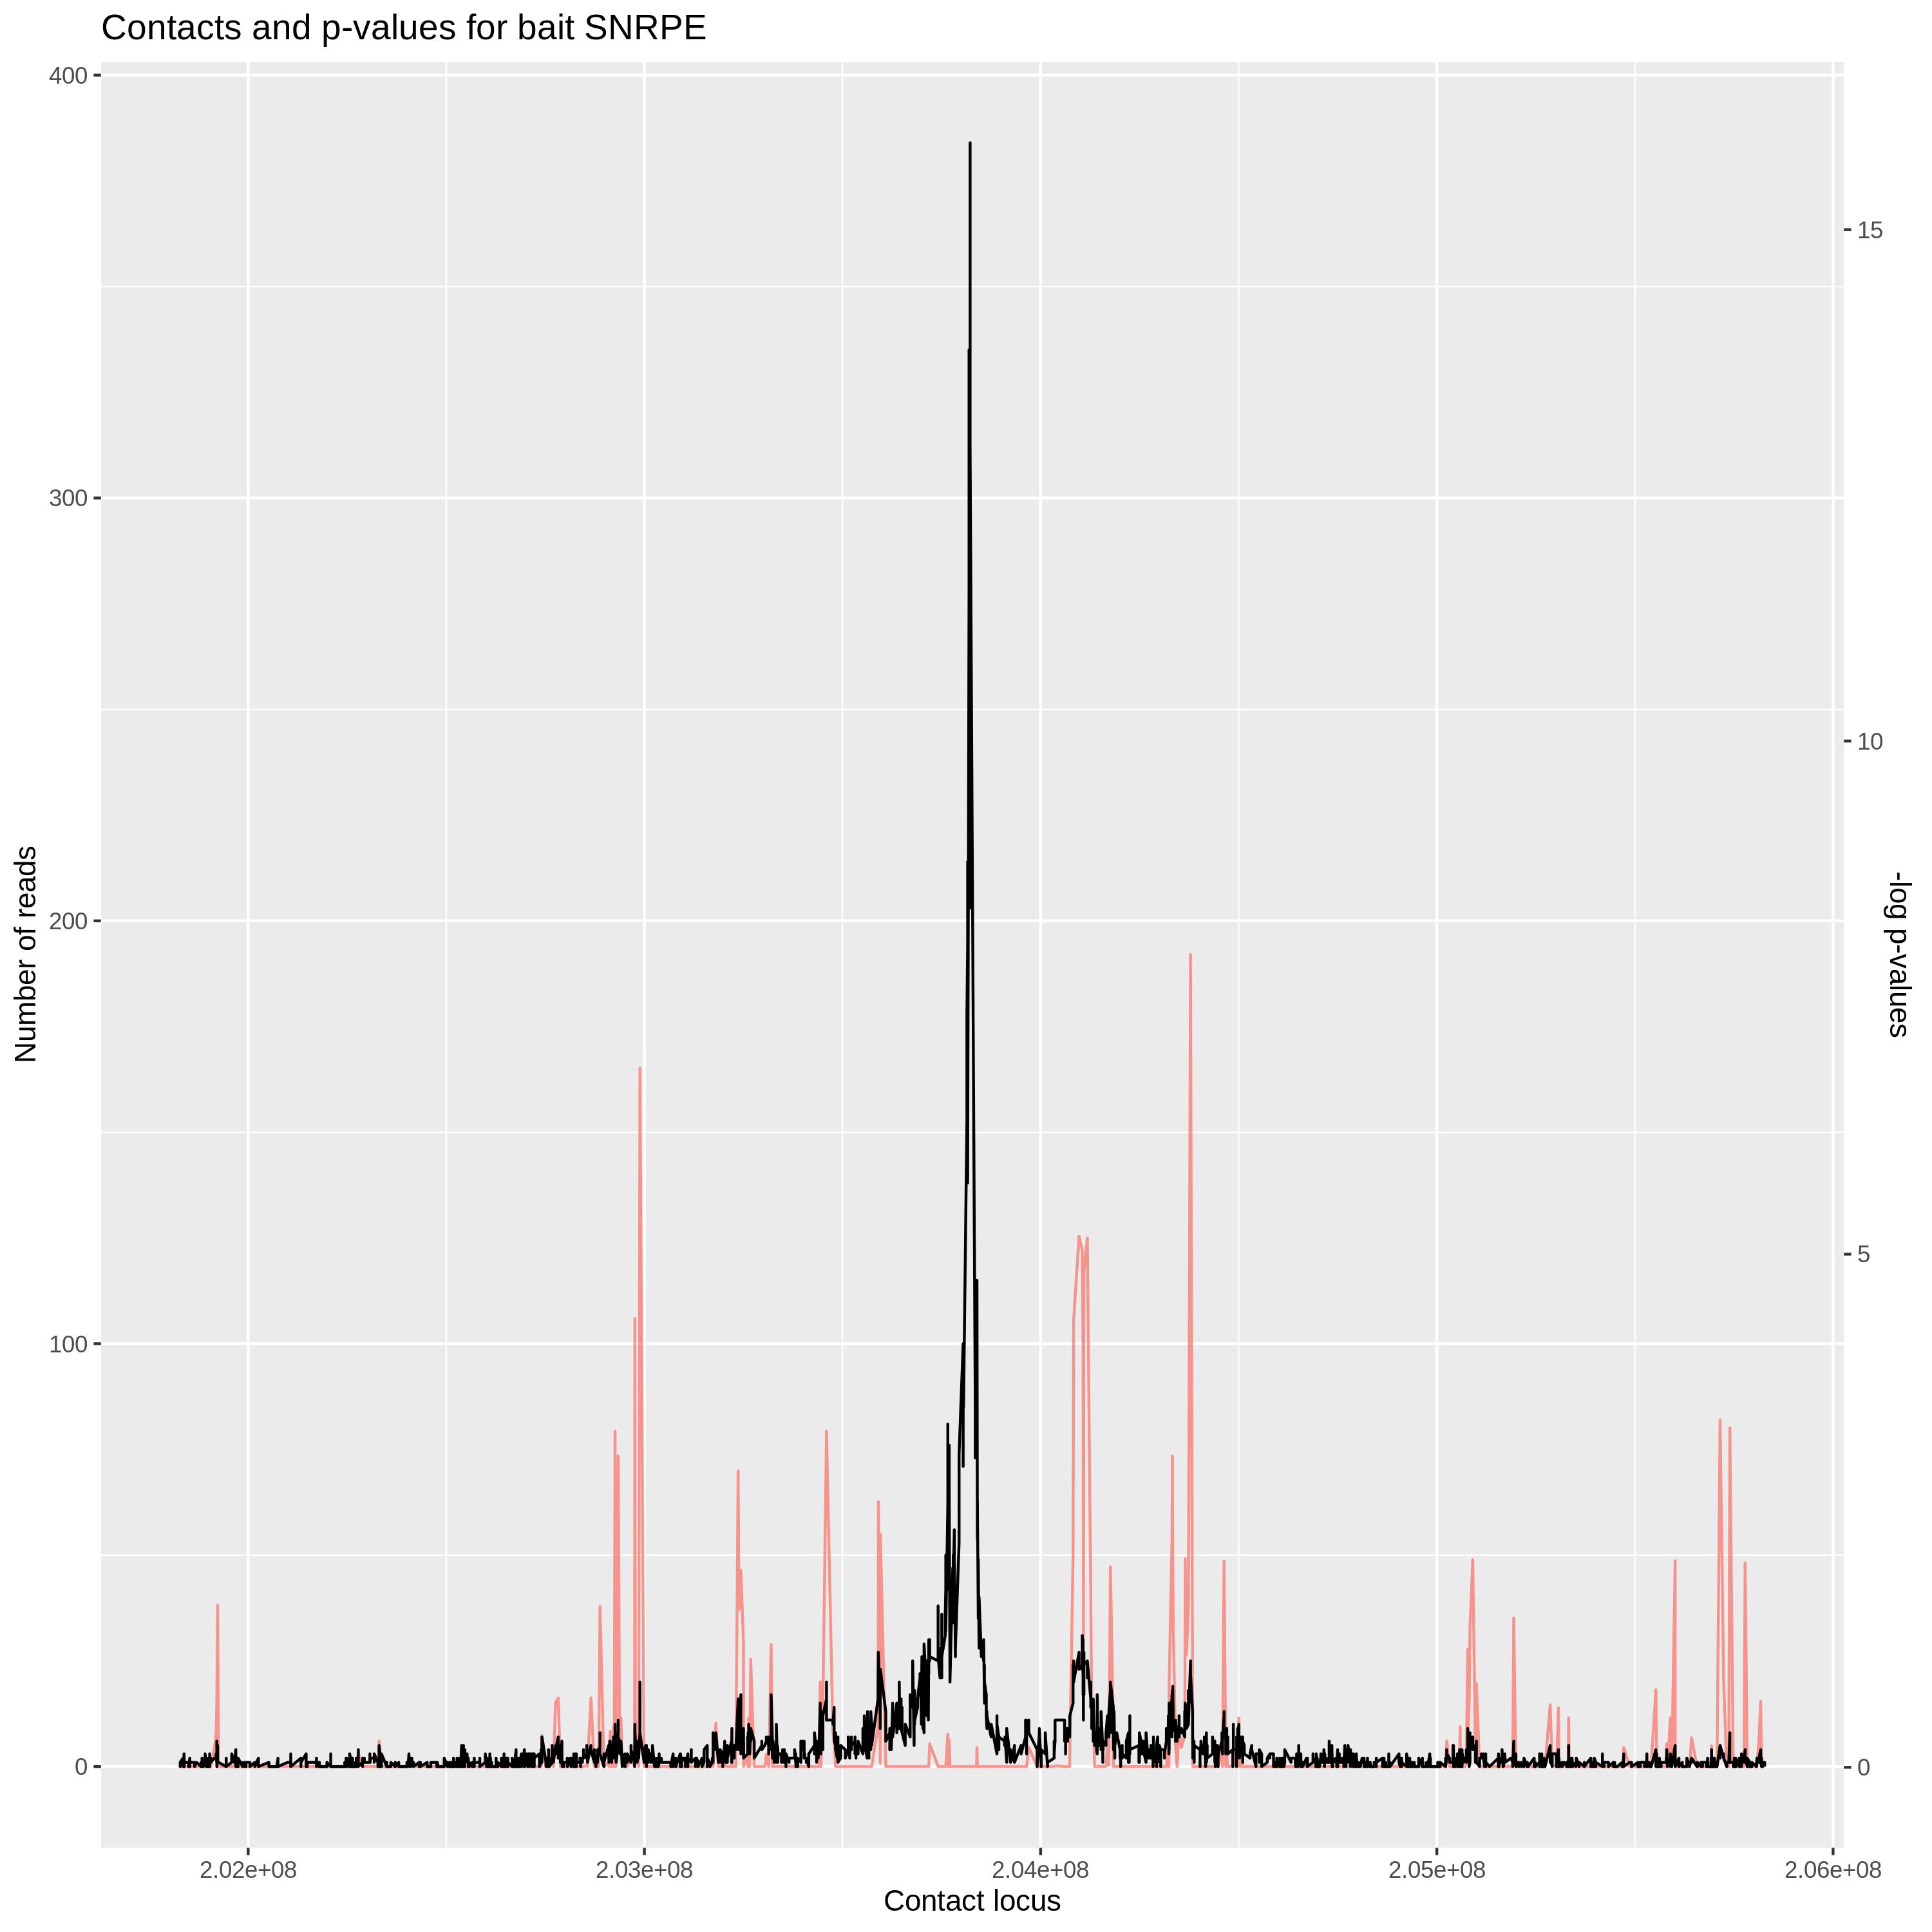 Contacts and p-values for bait SNRPE
400
300
200
100
0
Number of reads
15
10
5
0
-log p-values
2.02e+08
2.03e+08
2.04e+08
2.05e+08
2.06e+08
Contact locus